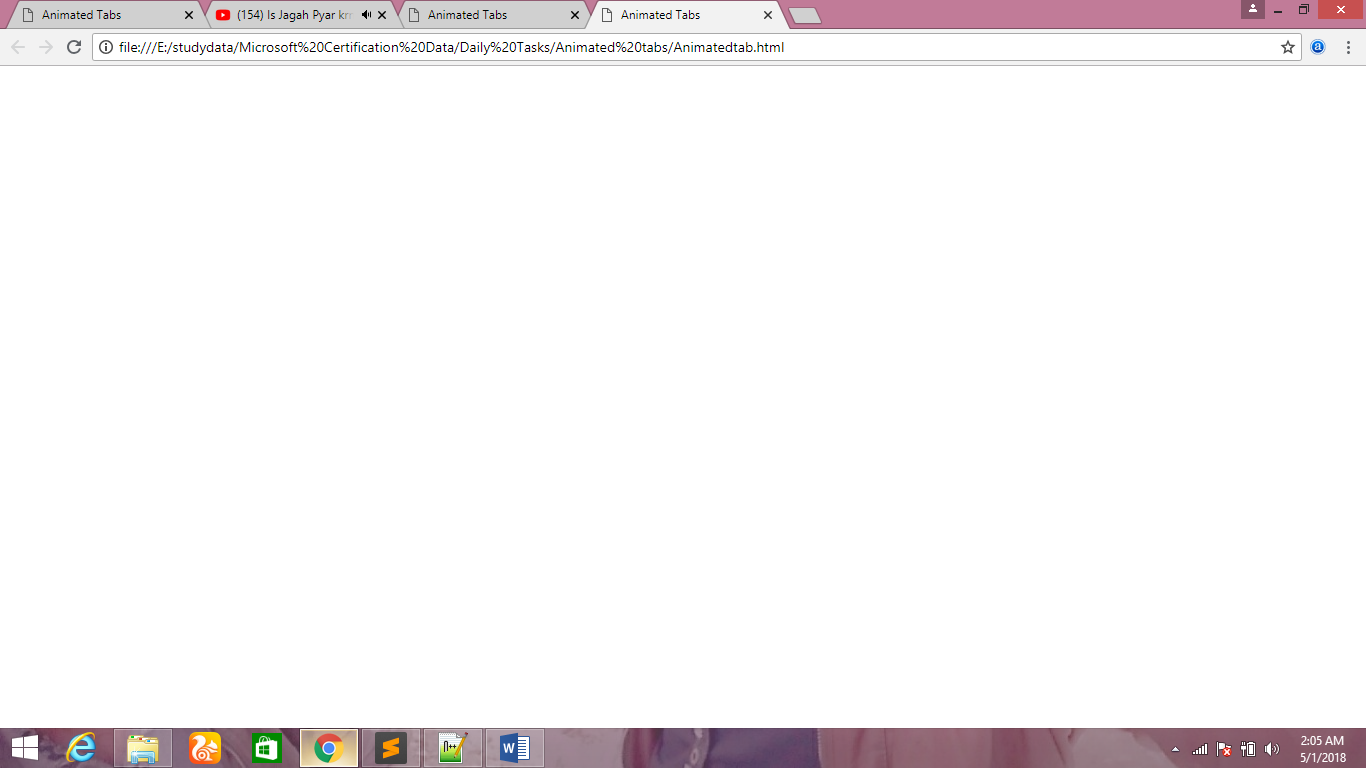 Animated Tabs (154) Is Jagah Pyar Animated Tabs Animated Tabs
file:///E:/studydata/Microsoft%20Certification%20Data/Daily%20Tasks/Animated%20tabs/Animatedtab.html
2:05 AM
5/1/2018